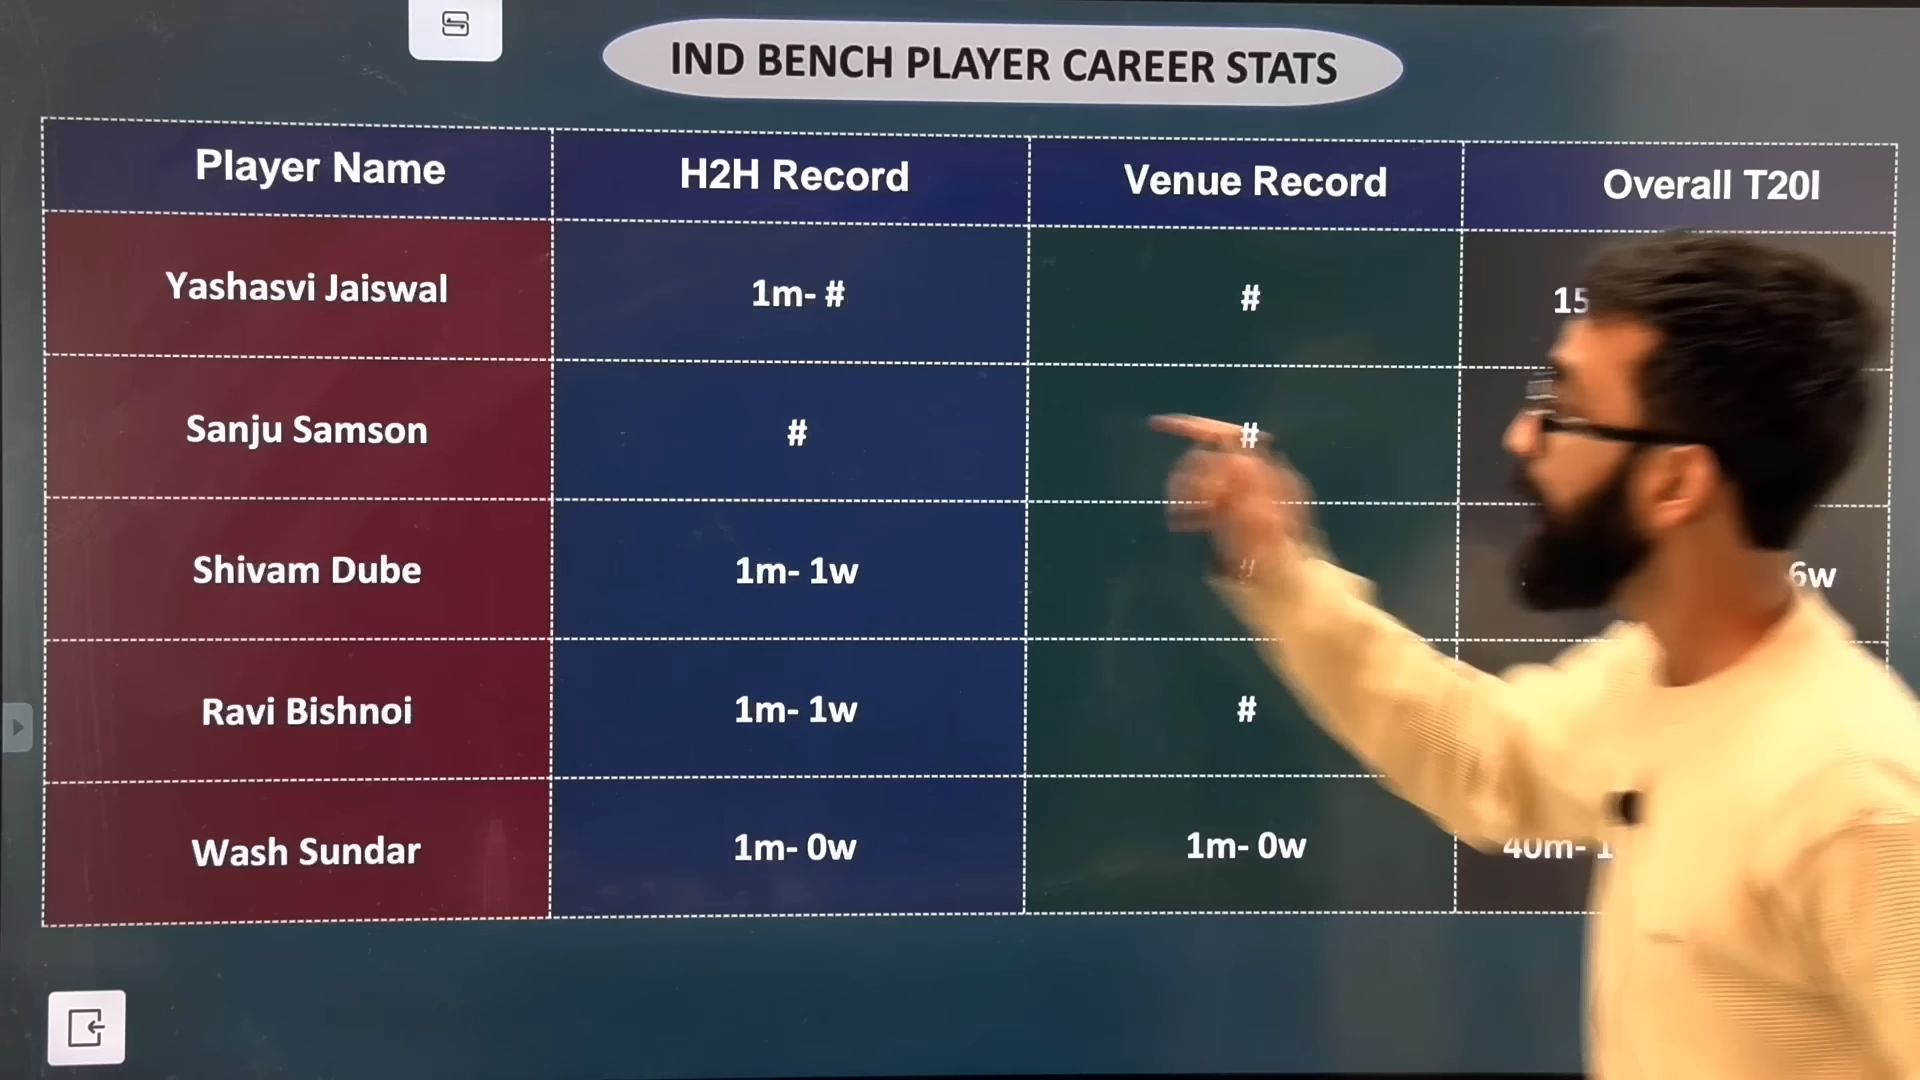 IND BENCH PLAYER CAREER STATS
Player Name H2H Record Venue Record Overall T20I
Yashasvi Jaiswal 1m- # #
Sanju Samson # #
Shivam Dube 1m- 1w # 6w
Ravi Bishnoi 1m- 1w #
Wash Sundar 1m- 0w 1m- 0w 40m-